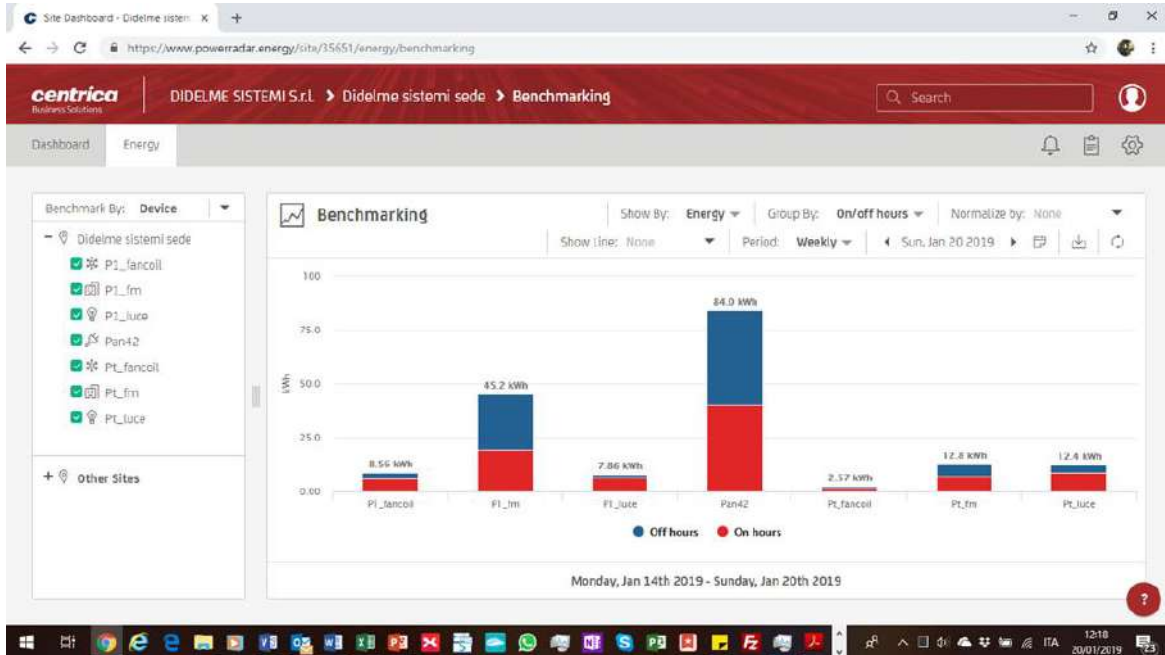 Site Dashboard - Didelme sistem
https://www.powerradar.energy/site/35651/energy/benchmarking
centrica
Business Solutions
DIDELME SISTEMI S.r.l. > Didelme sistemi sede > Benchmarking
Search
Dashboard Energy
Benchmark By: Device
Didelme sistemi sede
P1_fancoil
P1_fm
P1_luce
Pan42
Pt_fancoil
Pt_fm
Pt_luce
Other Sites
Benchmarking
Show By: Energy Group By: On/off hours Normalize by: None
Show Line: None Period: Weekly Sun, Jan 20 2019
kWh
100
75.0
50.0
25.0
0.00
8.56 kWh
45.2 kWh
7.86 kWh
84.0 kWh
2.57 kWh
12.8 kWh
12.4 kWh
P1_fancoil P1_fm P1_luce Pan42 Pt_fancoil Pt_fm Pt_luce
Off hours On hours
Monday, Jan 14th 2019 - Sunday, Jan 20th 2019
?
ITA
12:18
20/01/2019
23